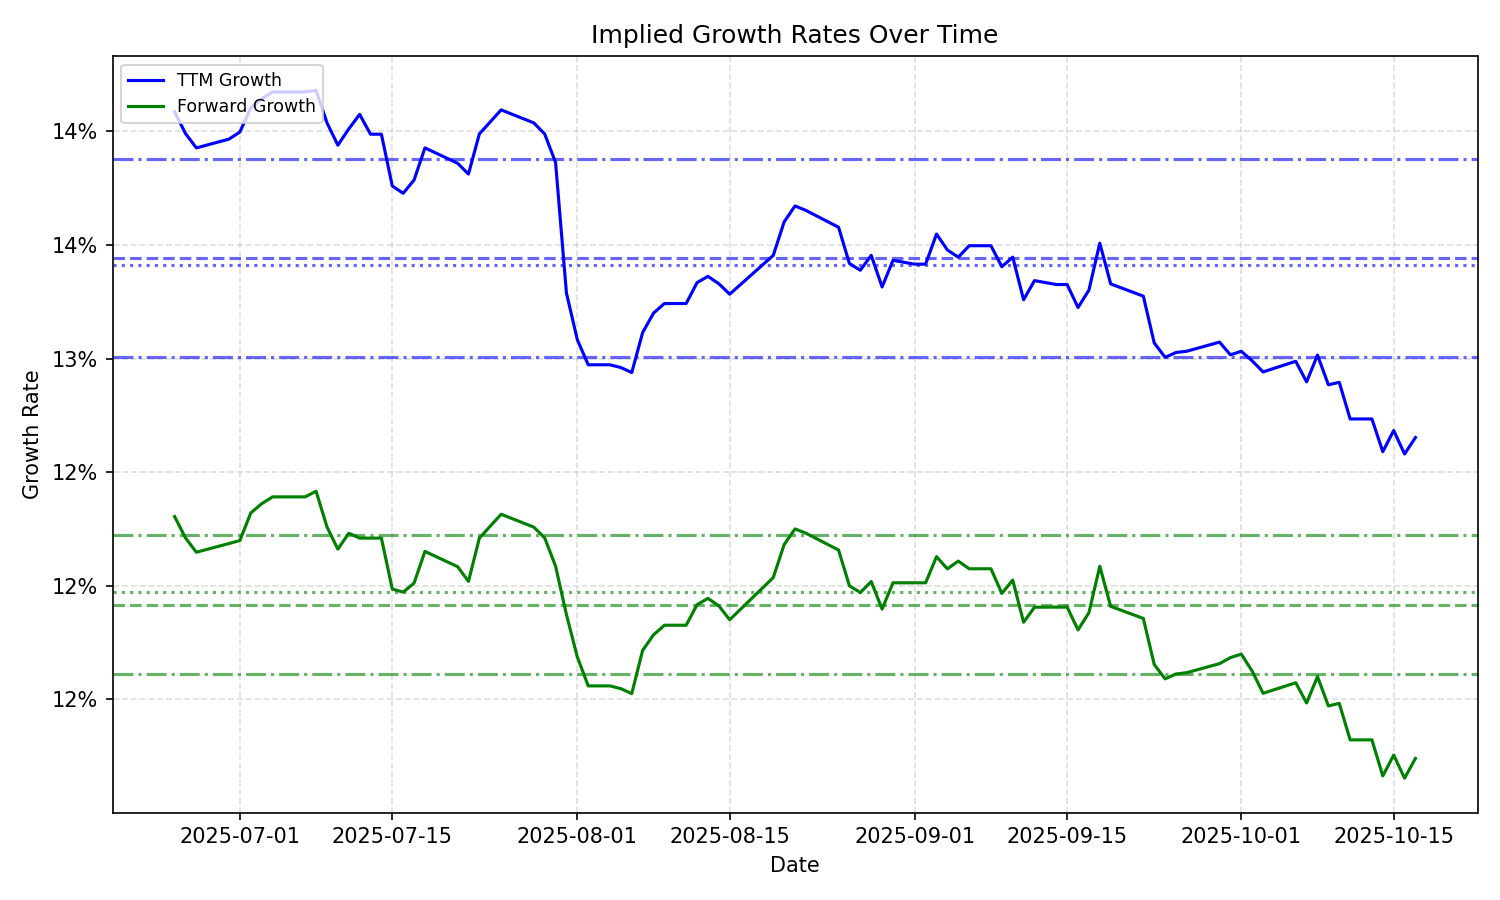 Implied Growth Rates Over Time
TTM Growth
Forward Growth
14%
14%
13%
12%
12%
12%
Growth Rate
2025-07-01 2025-07-15 2025-08-01 2025-08-15 2025-09-01 2025-09-15 2025-10-01 2025-10-15
Date